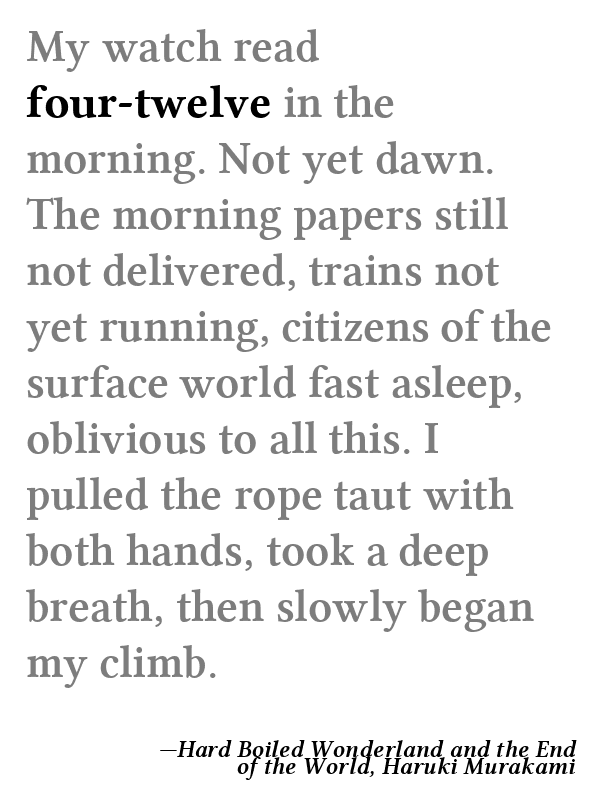 My watch read
four-twelve in the
morning. Not yet dawn.
The morning papers still
not delivered, trains not
yet running, citizens of the
surface world fast asleep,
oblivious to all this. I
pulled the rope taut with
both hands, took a deep
breath, then slowly began
my climb.
—Hard Boiled Wonderland and the End
of the World, Haruki Murakami